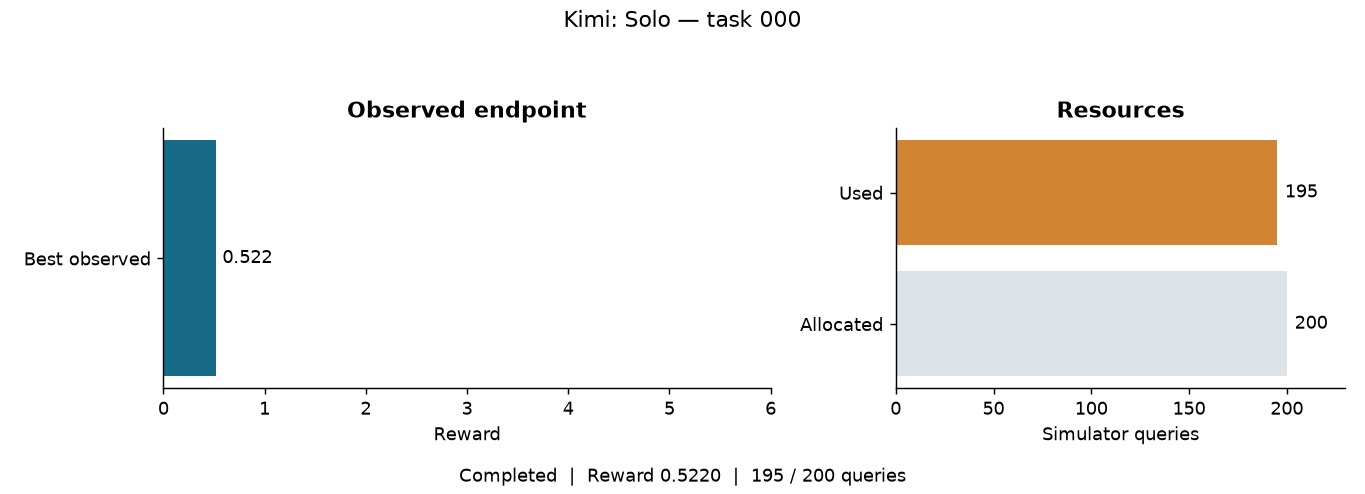 Kimi: Solo — task 000
Observed endpoint
Best observed
0.522
0 1 2 3 4 5 6
Reward
Resources
Used
195
Allocated
200
0 50 100 150 200
Simulator queries
Completed | Reward 0.5220 | 195 / 200 queries